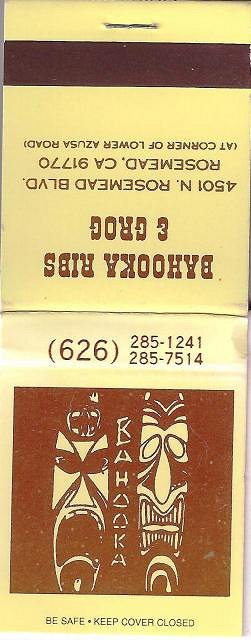 BAHOOKA RIBS
& GROG
4501 N. ROSEMEAD BLVD.
ROSEMEAD, CA 91770
(AT CORNER OF LOWER AZUSA ROAD)
(626) 285-1241
285-7514
BAHOOKA
BE SAFE • KEEP COVER CLOSED